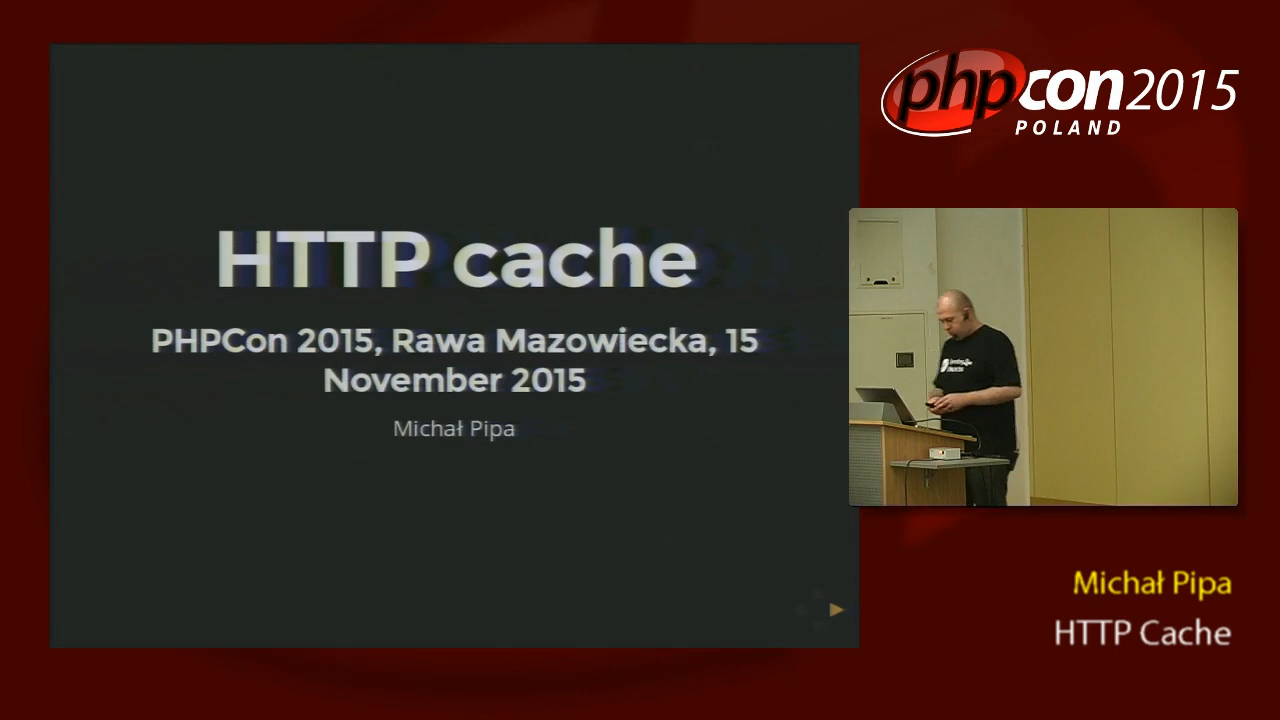 HTTP cache
PHPCon 2015, Rawa Mazowiecka, 15
November 2015
Michał Pipa
phpcon2015
POLAND
Michał Pipa
HTTP Cache